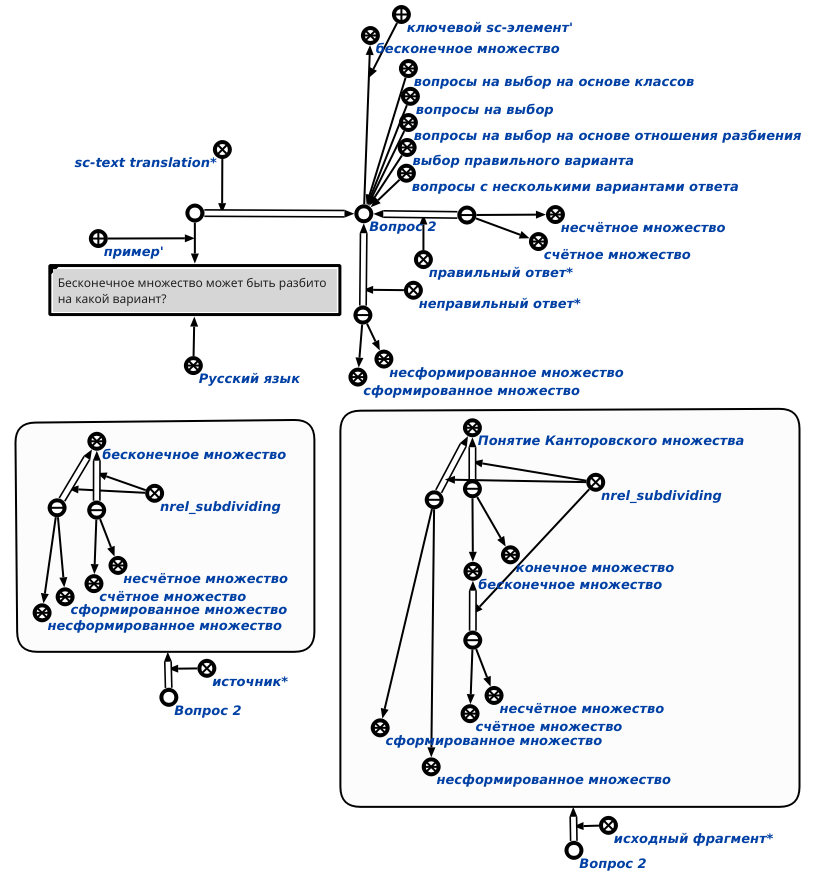 ключевой sc-элемент'
бесконечное множество
вопросы на выбор на основе классов
вопросы на выбор
вопросы на выбор на основе отношения разбиения
выбор правильного варианта
вопросы с несколькими вариантами ответа
sc-text translation*
Вопрос 2
несчётное множество
счётное множество
пример'
правильный ответ*
Бесконечное множество может быть разбито
на какой вариант?
неправильный ответ*
Русский язык
несформированное множество
сформированное множество
бесконечное множество
nrel_subdividing
несчётное множество
счётное множество
сформированное множество
несформированное множество
источник*
Вопрос 2
Понятие Канторовского множества
nrel_subdividing
конечное множество
бесконечное множество
несчётное множество
счётное множество
сформированное множество
несформированное множество
исходный фрагмент*
Вопрос 2